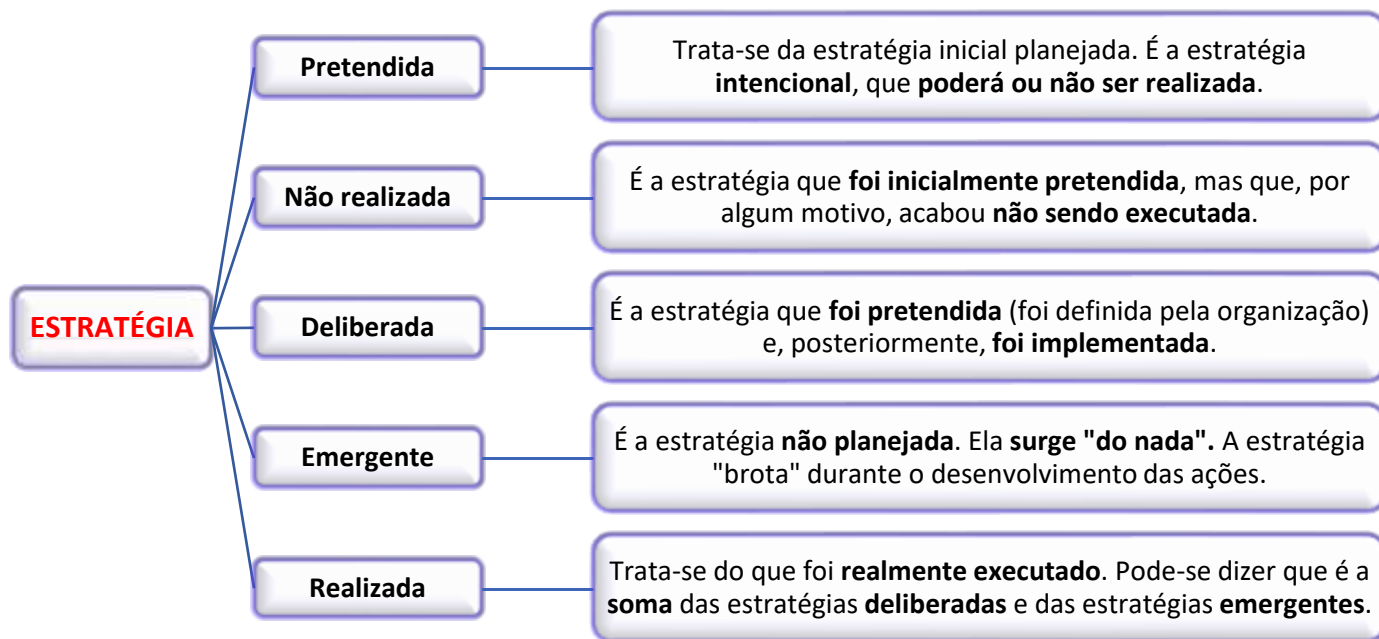 Pretendida
Trata-se da estratégia inicial planejada. É a estratégia
intencional, que poderá ou não ser realizada.
Não realizada
É a estratégia que foi inicialmente pretendida, mas que, por
algum motivo, acabou não sendo executada.
ESTRATÉGIA
Deliberada
É a estratégia que foi pretendida (foi definida pela organização)
e, posteriormente, foi implementada.
Emergente
É a estratégia não planejada. Ela surge "do nada". A estratégia
"brota" durante o desenvolvimento das ações.
Realizada
Trata-se do que foi realmente executado. Pode-se dizer que é a
soma das estratégias deliberadas e das estratégias emergentes.